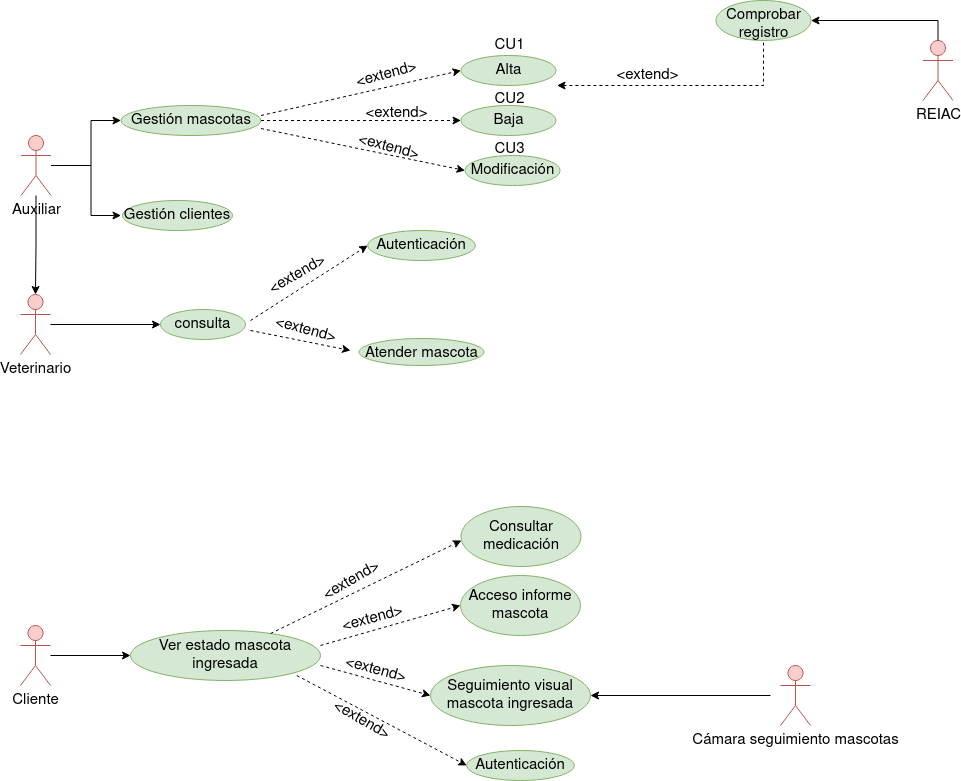 Comprobar
registro
CU1
<extend>
Alta
<extend>
CU2
REIAC
<extend>
Gestión mascotas
Baja
CU3
<extend>
Modificación
Auxiliar
Gestión clientes
Autenticación
<extend>
consulta
<extend>
Atender mascota
Veterinario
Consultar
medicación
<extend>
Acceso informe
mascota
<extend>
Ver estado mascota
ingresada
<extend>
Seguimiento visual
mascota ingresada
Cliente
<extend>
Cámara seguimiento mascotas
Autenticación